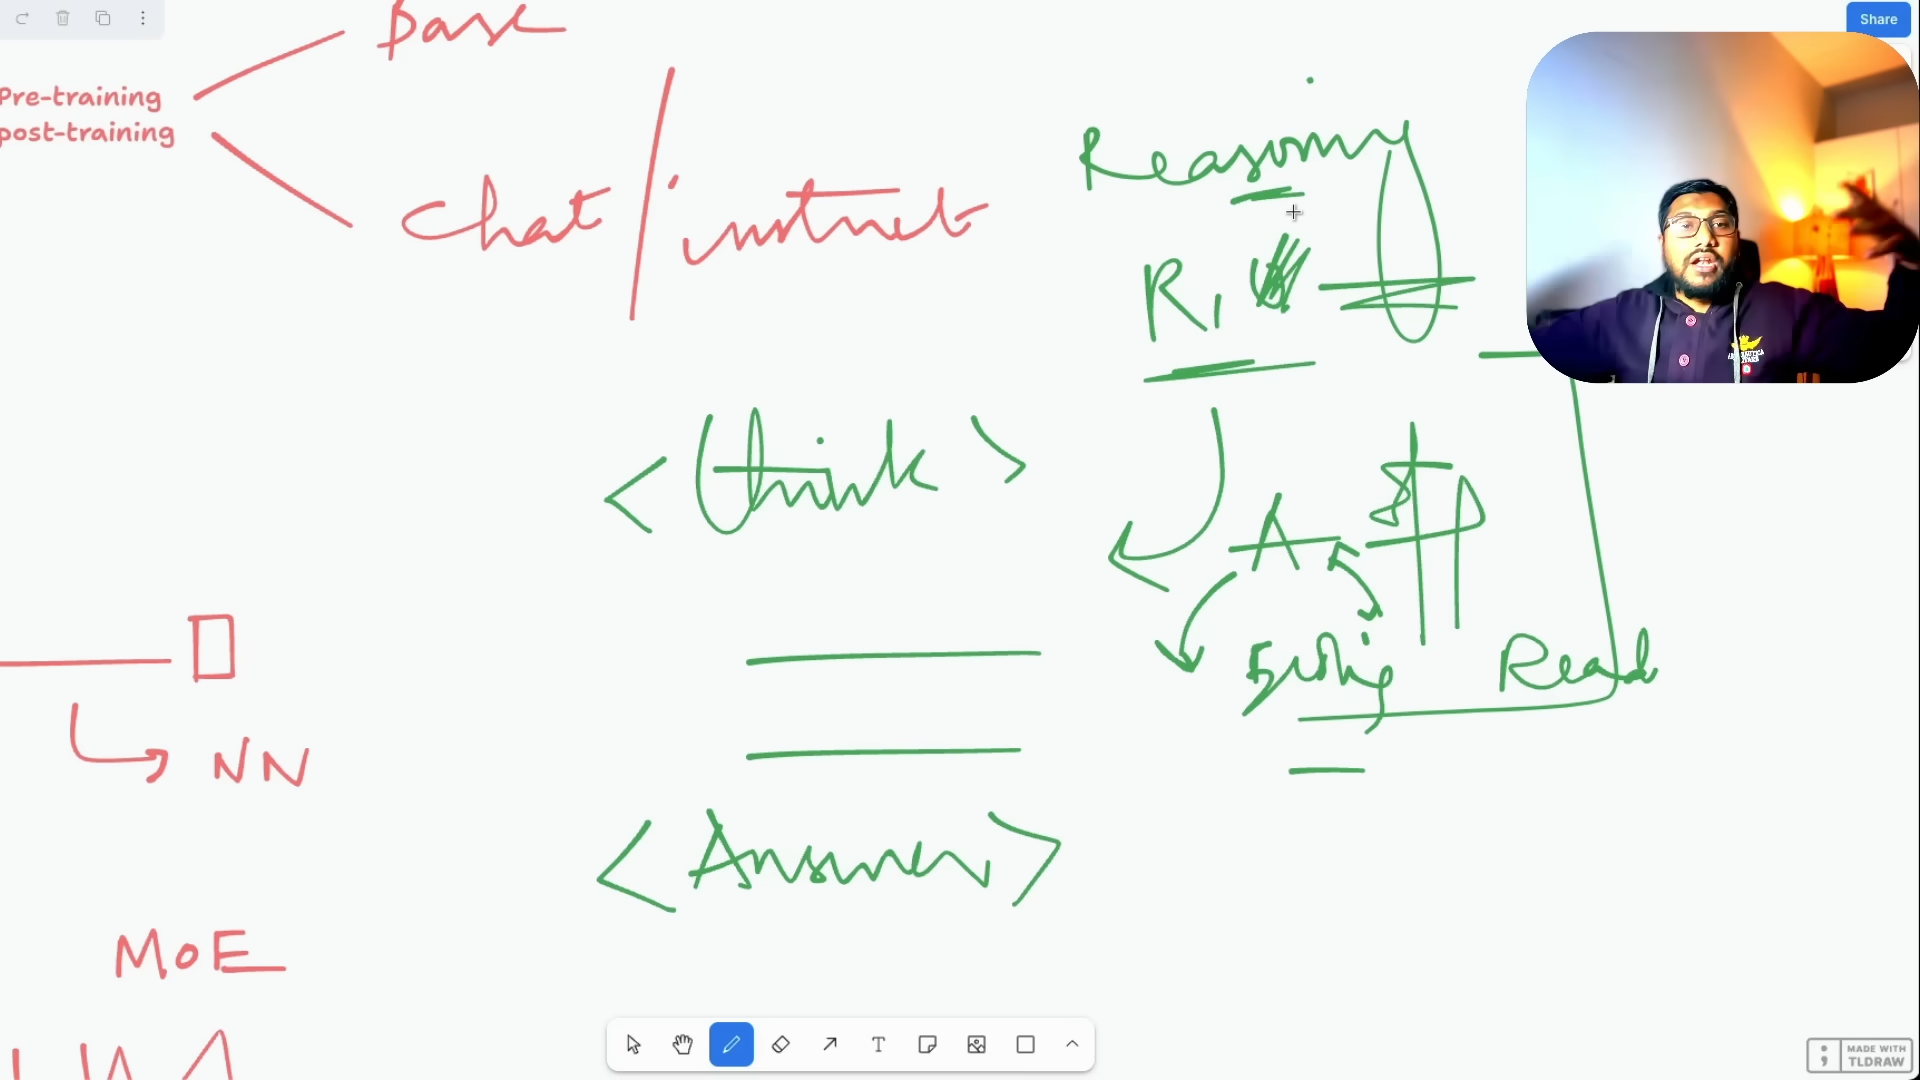 Share
Base
Pre-training
post-training
Chat / instruct
Reasoning
R1
<think>
A
Read
NN
<Answer>
MoE
MADE WITH
TLDRAW